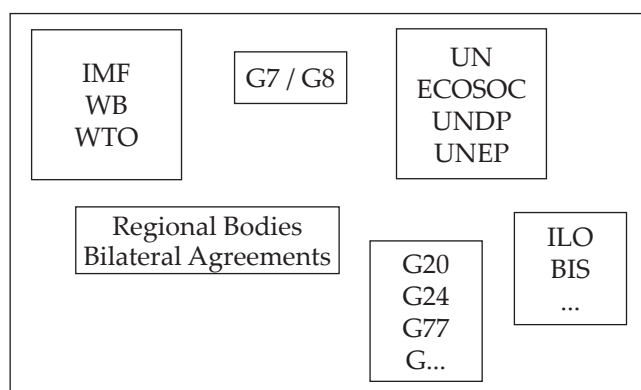 IMF
WB
WTO
G7 / G8
UN
ECOSOC
UNDP
UNEP
Regional Bodies
Bilateral Agreements
G20
G24
G77
G...
ILO
BIS
...